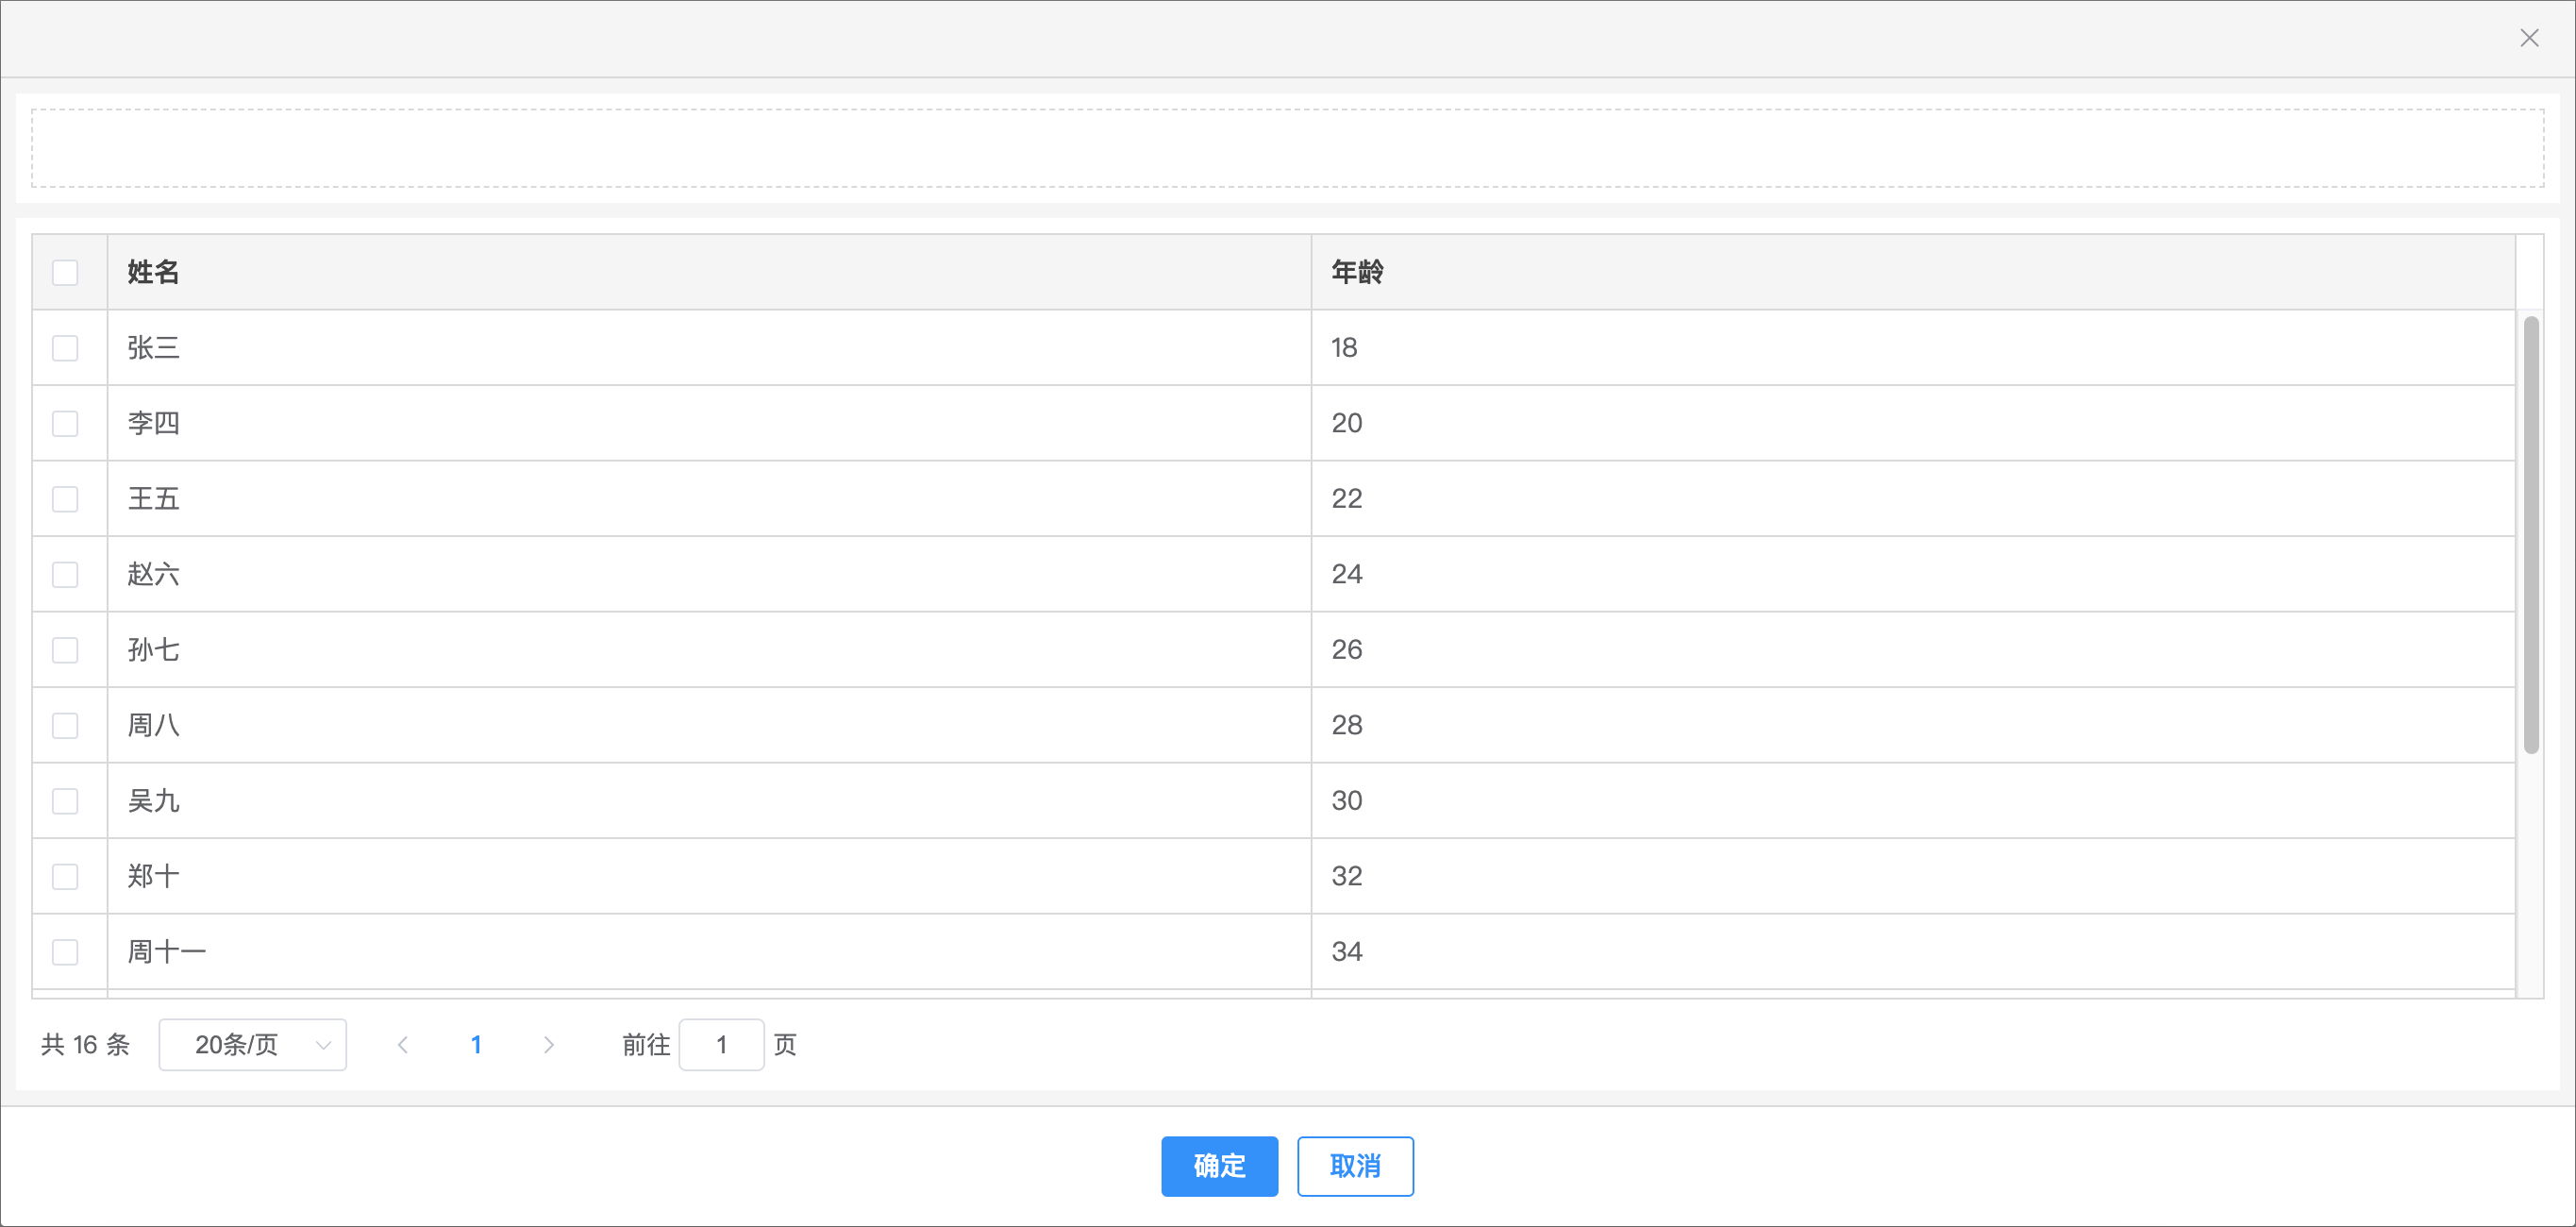 姓名 年龄
张三 18
李四 20
王五 22
赵六 24
孙七 26
周八 28
吴九 30
郑十 32
周十一 34
共 16 条 20条/页 1 前往 1 页
确定 取消